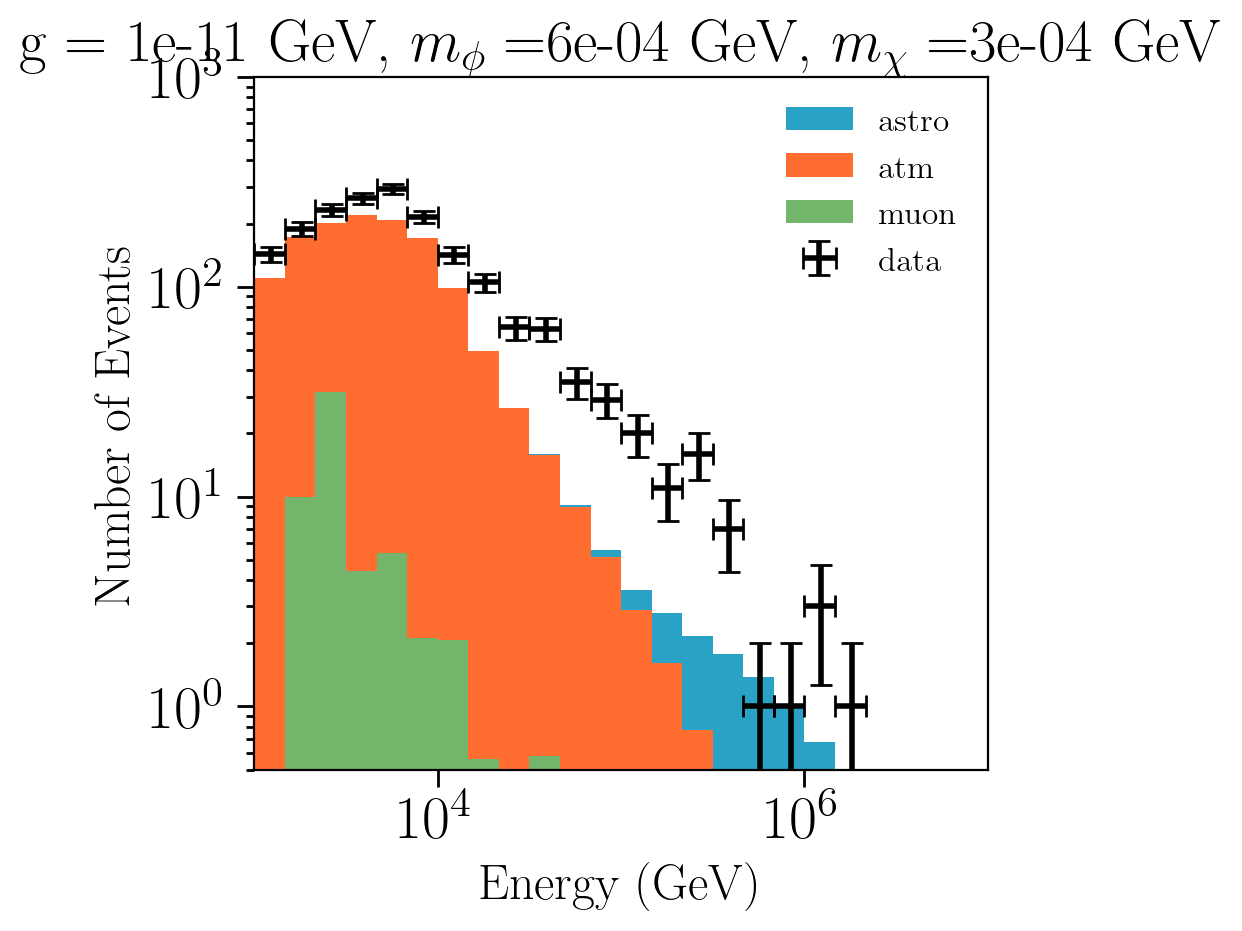 g = 1e-11 GeV, m_ϕ =6e-04 GeV, m_χ =3e-04 GeV
10^3
astro
atm
muon
data
10^2
10^1
10^0
Number of Events
10^4
10^6
Energy (GeV)